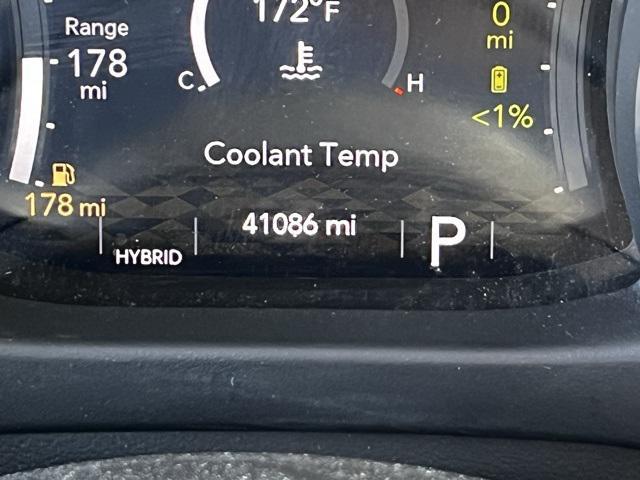 172°F
Range
178
mi
C
H
0
mi
<1%
Coolant Temp
178 mi
HYBRID
41086 mi
P